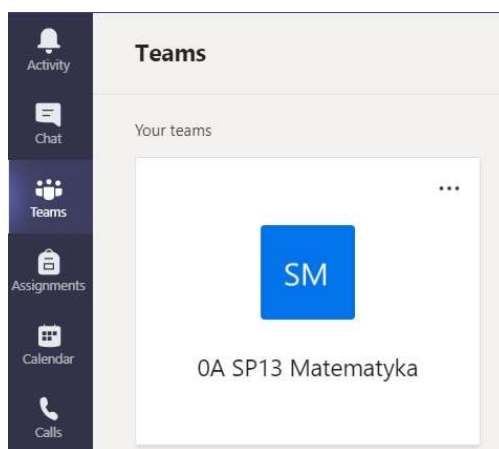 Activity
Chat
Teams
Assignments
Calendar
Calls
Teams
Your teams
...
SM
0A SP13 Matematyka